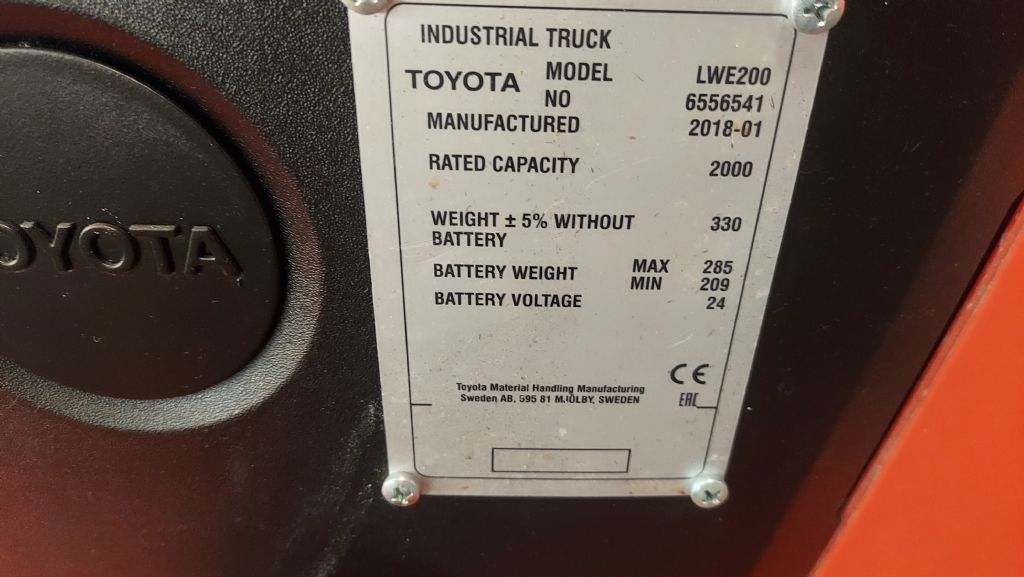 INDUSTRIAL TRUCK
TOYOTA MODEL LWE200
NO 6556541
MANUFACTURED 2018-01
RATED CAPACITY 2000
WEIGHT ± 5% WITHOUT 330
BATTERY
BATTERY WEIGHT MAX 285
MIN 209
BATTERY VOLTAGE 24
CE
Toyota Material Handling Manufacturing
Sweden AB, 595 81 MJÖLBY, SWEDEN
EAC
OYOTA